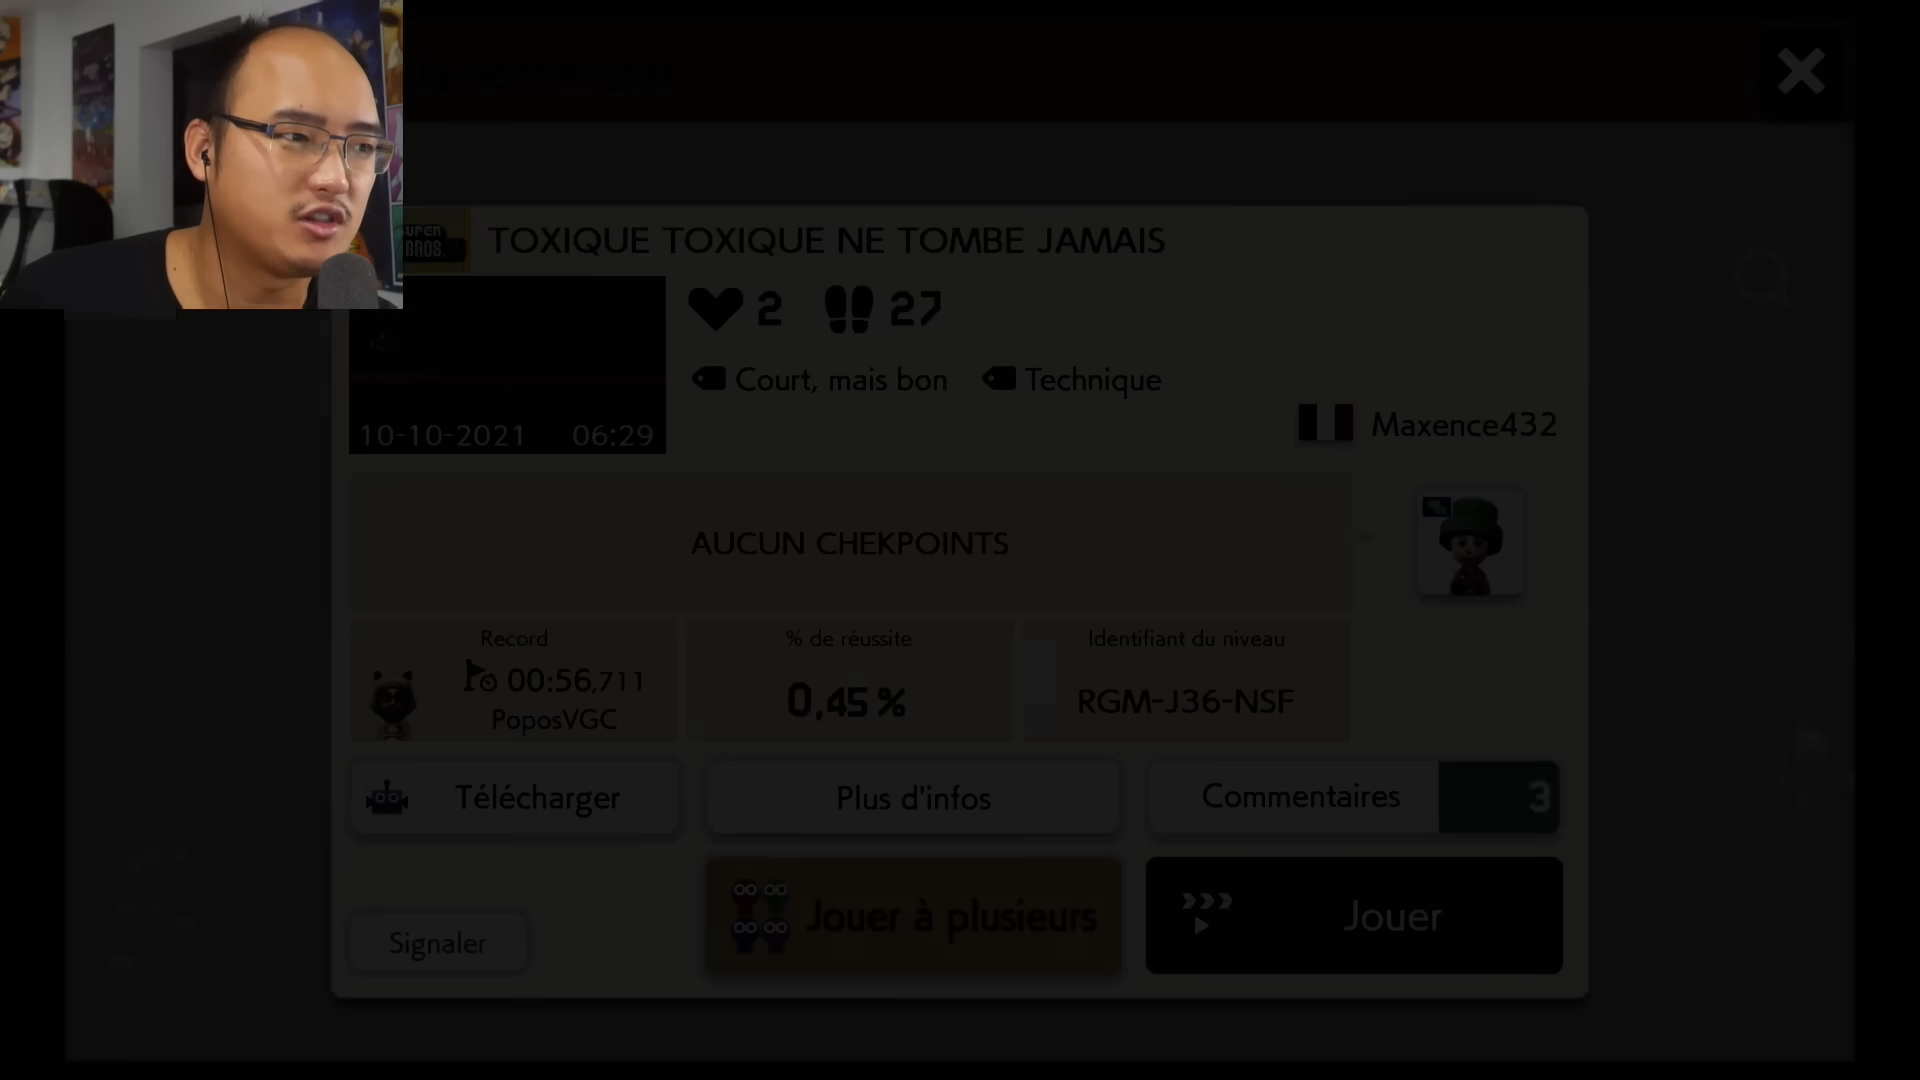 SUPER
BROS.
TOXIQUE TOXIQUE NE TOMBE JAMAIS
2 27
Court, mais bon Technique
10-10-2021 06:29
Maxence432
AUCUN CHEKPOINTS
Record
00:56,711
PoposVGC
% de réussite
0,45 %
Identifiant du niveau
RGM-J36-NSF
Télécharger
Plus d'infos
Commentaires 3
Signaler
Jouer à plusieurs
Jouer